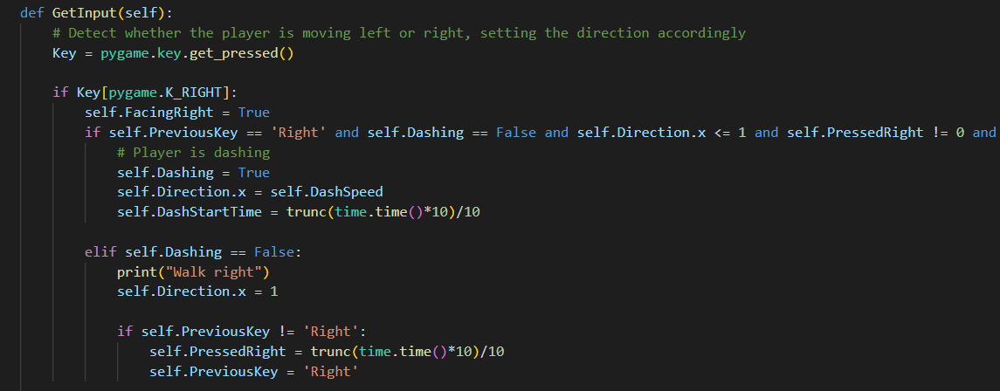 def GetInput(self):
# Detect whether the player is moving left or right, setting the direction accordingly
Key = pygame.key.get_pressed()
if Key[pygame.K_RIGHT]:
self.FacingRight = True
if self.PreviousKey == 'Right' and self.Dashing == False and self.Direction.x <= 1 and self.PressedRight != 0 and
# Player is dashing
self.Dashing = True
self.Direction.x = self.DashSpeed
self.DashStartTime = trunc(time.time()*10)/10
elif self.Dashing == False:
print("Walk right")
self.Direction.x = 1
if self.PreviousKey != 'Right':
self.PressedRight = trunc(time.time()*10)/10
self.PreviousKey = 'Right'